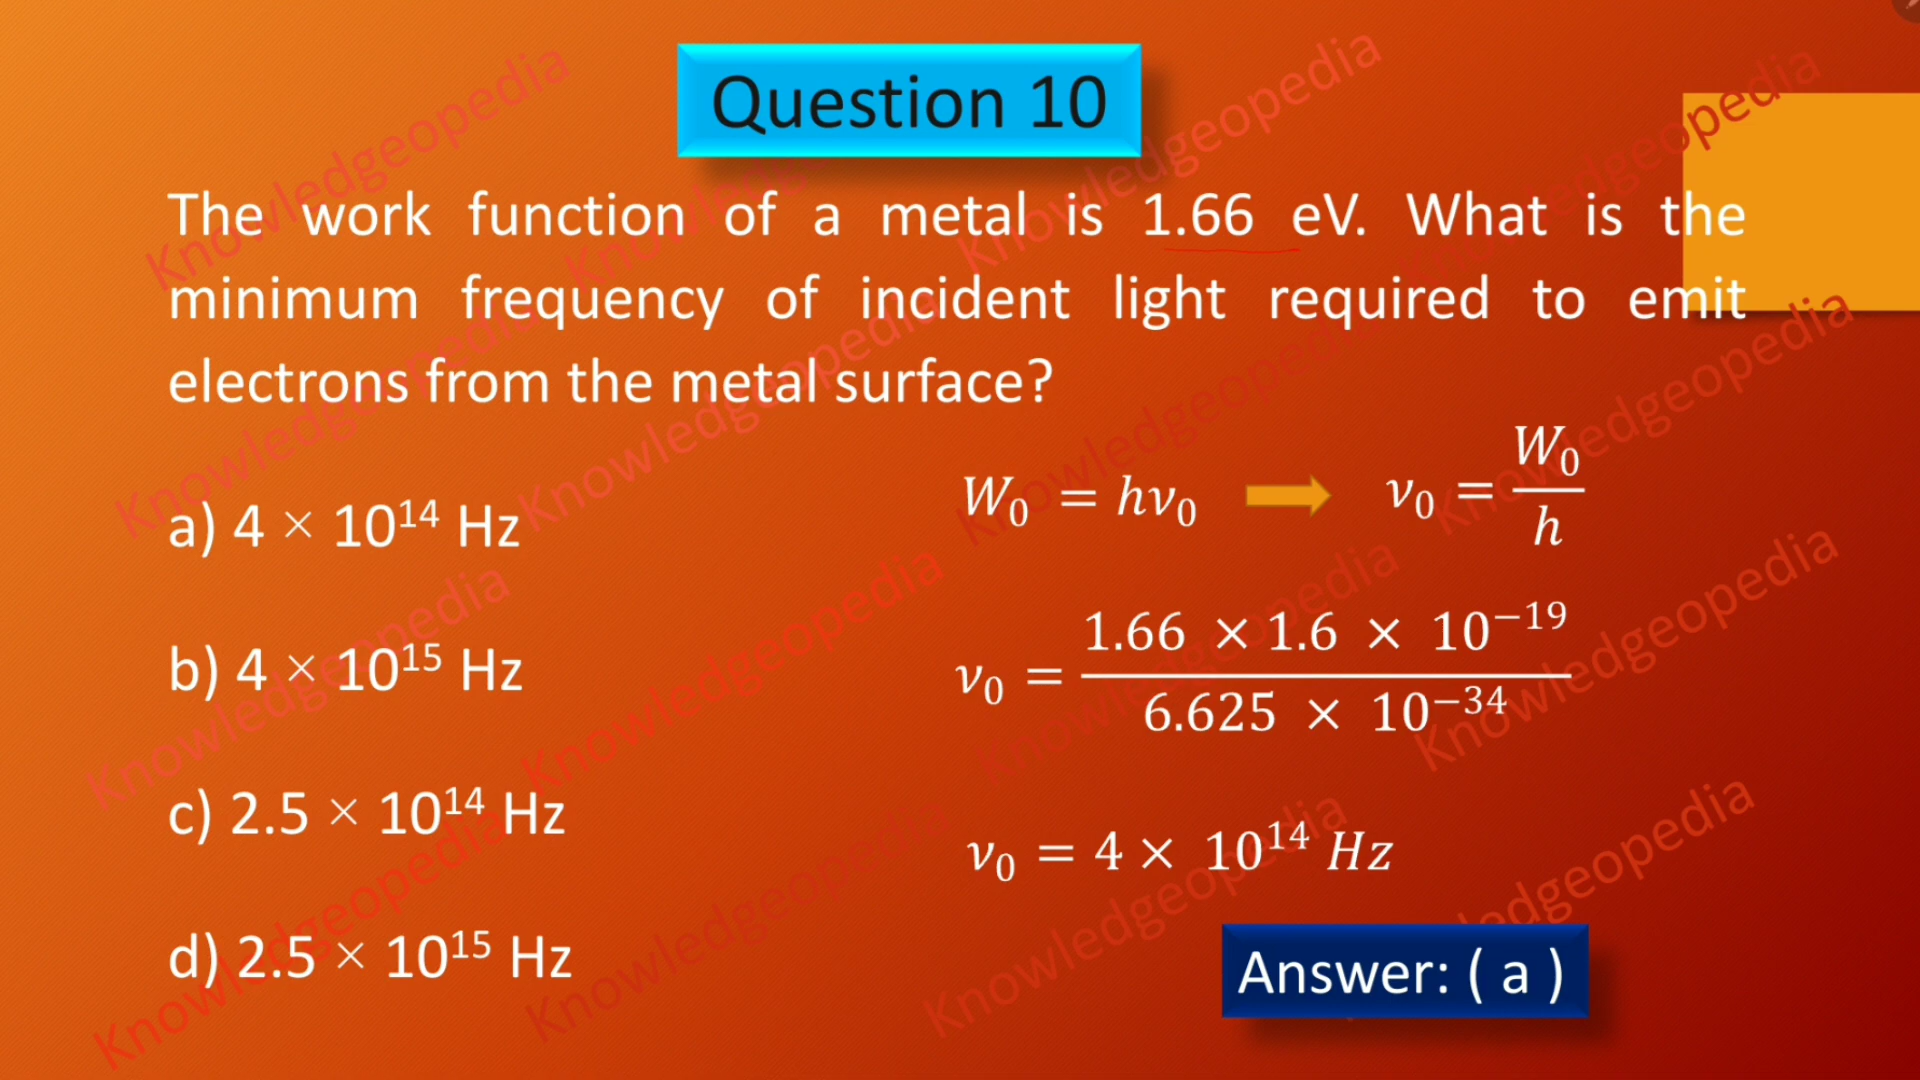 Question 10
The work function of a metal is 1.66 eV. What is the
minimum frequency of incident light required to emit
electrons from the metal surface?
a) 4 × 10¹⁴ Hz
b) 4 × 10¹⁵ Hz
c) 2.5 × 10¹⁴ Hz
d) 2.5 × 10¹⁵ Hz
W₀ = hν₀ ➡ ν₀ = W₀/h
ν₀ = (1.66 × 1.6 × 10⁻¹⁹)/(6.625 × 10⁻³⁴)
ν₀ = 4 × 10¹⁴ Hz
Answer: ( a )
Knowledgeopedia